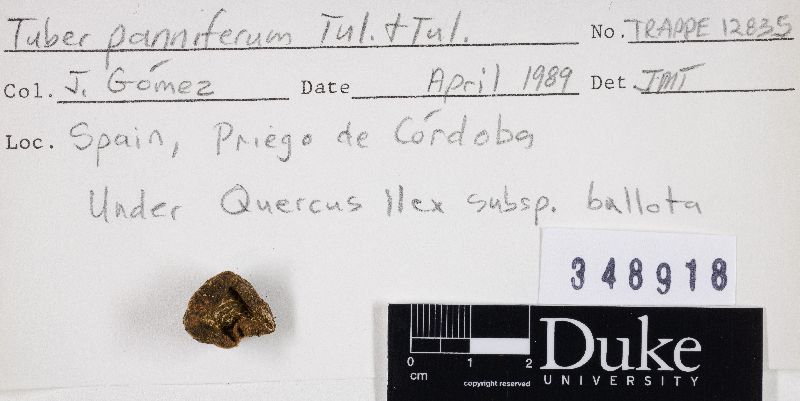 Tuber panniferum Tul. & Tul. No. TRAPPE 12835
Col. J. Gómez Date April 1989 Det. JMT
Loc. Spain, Priego de Córdoba
Under Quercus ilex subsp. ballota
348918
0 1 2
cm
copyright reserved
Duke
UNIVERSITY